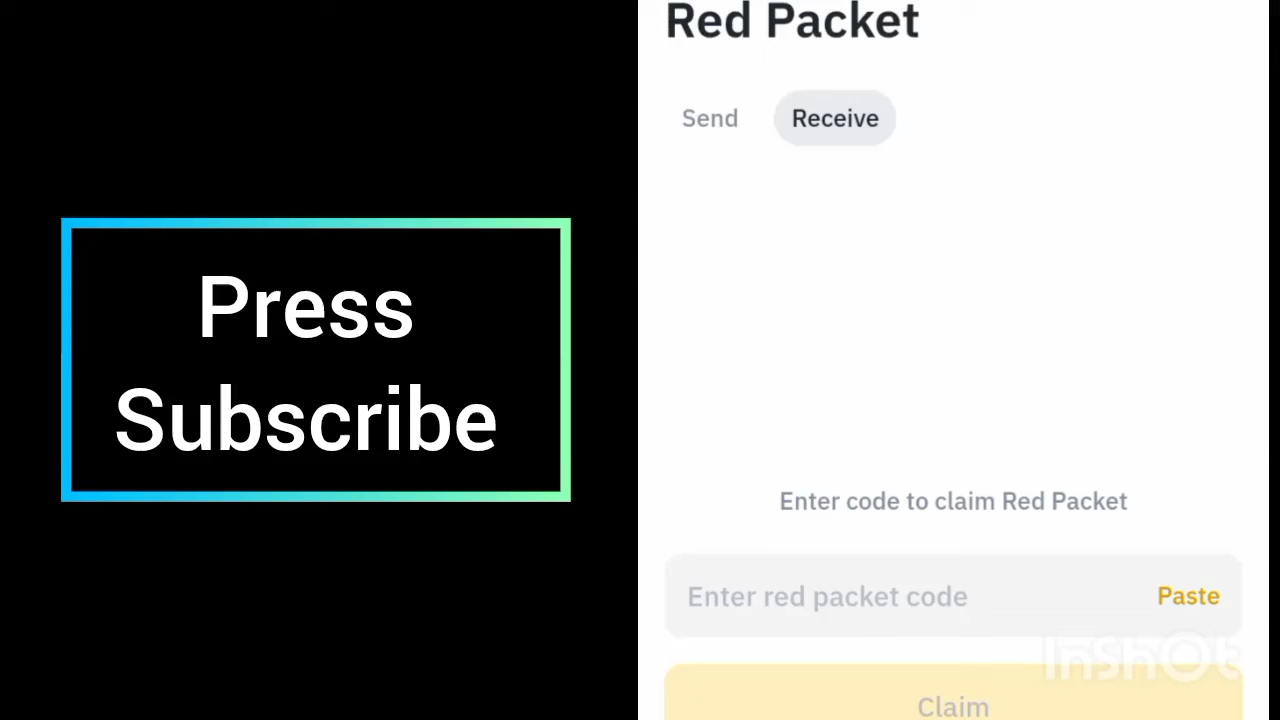 Press
Subscribe
Red Packet
Send
Receive
Enter code to claim Red Packet
Enter red packet code
Paste
InShOt
Claim